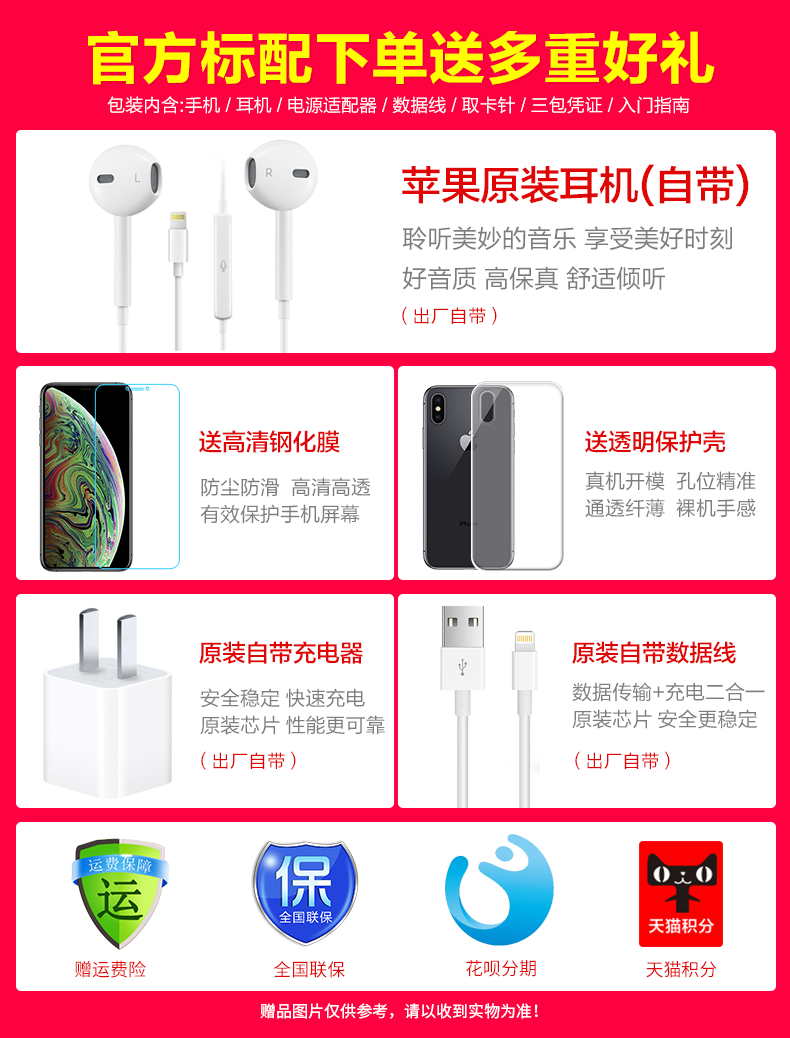 官方标配下单送多重好礼
包装内含:手机 / 耳机 / 电源适配器 / 数据线 / 取卡针 / 三包凭证 / 入门指南
L
R
苹果原装耳机(自带)
聆听美妙的音乐 享受美好时刻
好音质 高保真 舒适倾听
（出厂自带）
送高清钢化膜
防尘防滑 高清高透
有效保护手机屏幕
送透明保护壳
真机开模 孔位精准
通透纤薄 裸机手感
iPhone
原装自带充电器
安全稳定 快速充电
原装芯片 性能更可靠
（出厂自带）
原装自带数据线
数据传输+充电二合一
原装芯片 安全更稳定
（出厂自带）
运费保障
运
赠运费险
保
全国联保
全国联保
花呗分期
天猫积分
天猫积分
赠品图片仅供参考，请以收到实物为准！